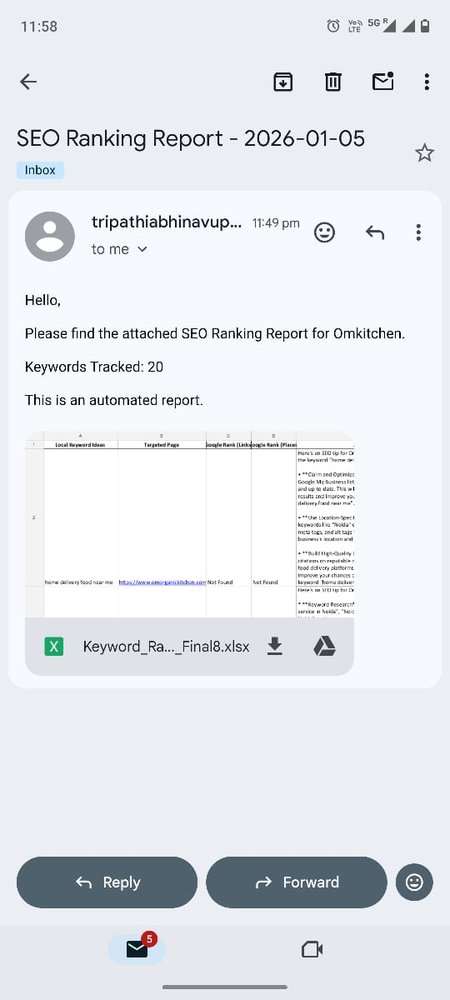 11:58
Vo)) LTE 5G R
SEO Ranking Report - 2026-01-05
Inbox
tripathiabhinavup... 11:49 pm
to me
Hello,
Please find the attached SEO Ranking Report for Omkitchen.
Keywords Tracked: 20
This is an automated report.
A B C D
1 Local Keyword Ideas Targeted Page Google Rank (Links oogle Rank (Place
Here's an SEO tip for Or
the keyword "home del
• **Claim and Optimize
Google My Business list
and up-to-date. This wil
results and improve you
delivery food near me".
2
• **Use Location-Specif
keywords like "Noida" c
meta tags, and alt tags
business's location and
• **Build High-Quality
citations on reputable
food delivery platforms
improve your chances c
home delivery food near me https://www.omorganickitchen.com Not Found Not Found keyword "home deliver
Here's an SEO tip for Or
• **Keyword Research*
service in Noida", "Noic
X Keyword_Ra..._Final8.xlsx
Reply
Forward
5